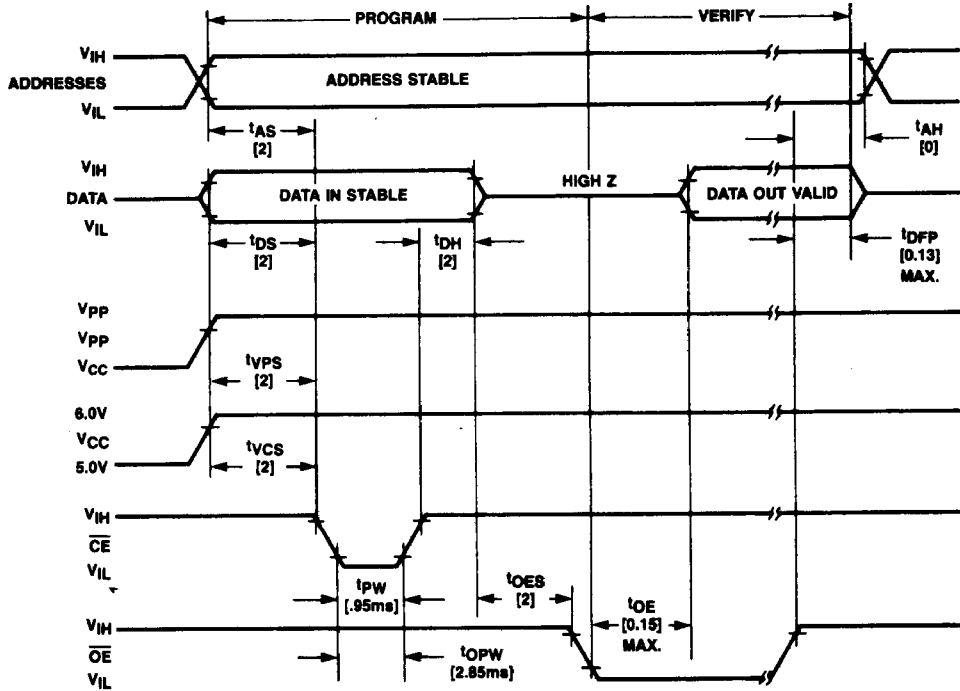 PROGRAM
VERIFY
VIH
ADDRESSES
VIL
ADDRESS STABLE
tAS
[2]
tAH
[0]
VIH
DATA
VIL
DATA IN STABLE
HIGH Z
DATA OUT VALID
tDS
[2]
tDH
[2]
tDFP
[0.13]
MAX.
VPP
VPP
VCC
tVPS
[2]
6.0V
VCC
5.0V
tVCS
[2]
VIH
CE
VIL
tPW
[.95ms]
tOES
[2]
tOE
[0.15]
MAX.
VIH
OE
VIL
tOPW
[2.85ms]